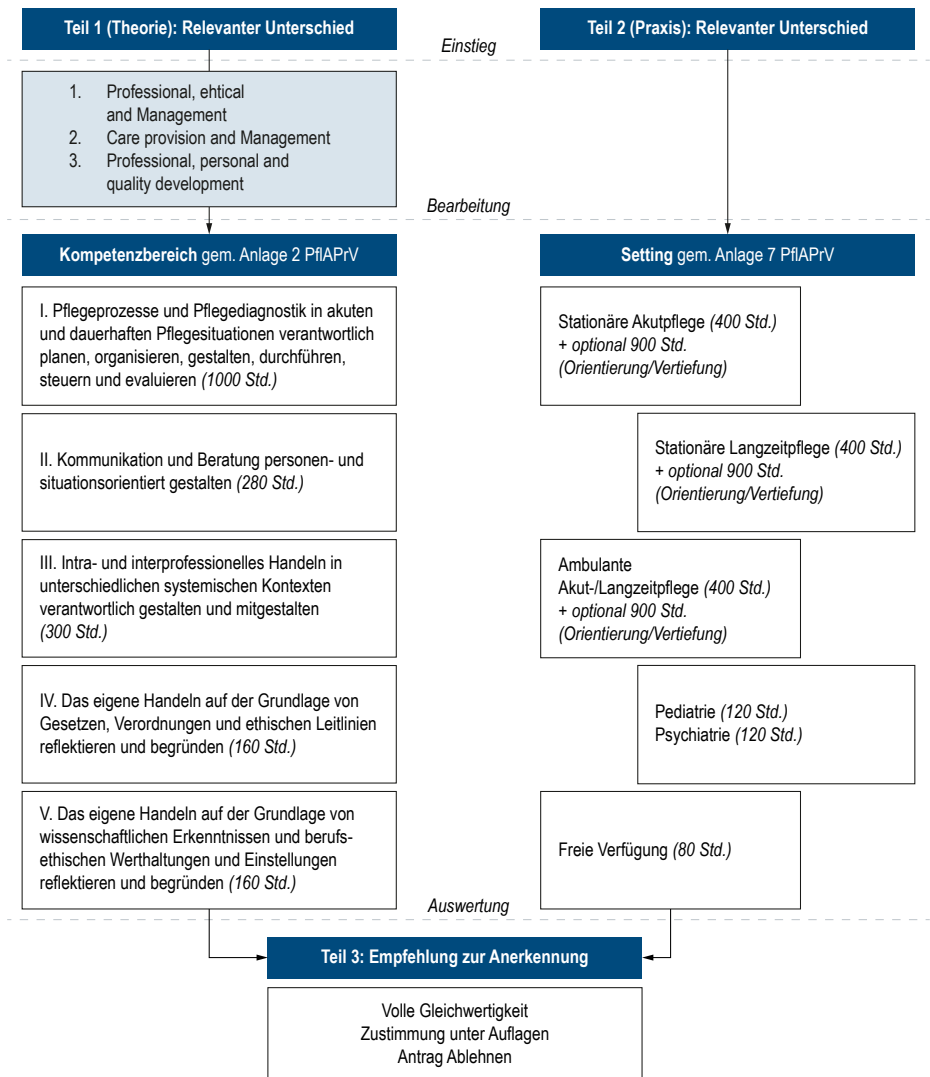 Teil 1 (Theorie): Relevanter Unterschied
Teil 2 (Praxis): Relevanter Unterschied
Einstieg
1. Professional, ehtical
and Management
2. Care provision and Management
3. Professional, personal and
quality development
Bearbeitung
Kompetenzbereich gem. Anlage 2 PflAPrV
I. Pflegeprozesse und Pflegediagnostik in akuten
und dauerhaften Pflegesituationen verantwortlich
planen, organisieren, gestalten, durchführen,
steuern und evaluieren (1000 Std.)
II. Kommunikation und Beratung personen- und
situationsorientiert gestalten (280 Std.)
III. Intra- und interprofessionelles Handeln in
unterschiedlichen systemischen Kontexten
verantwortlich gestalten und mitgestalten
(300 Std.)
IV. Das eigene Handeln auf der Grundlage von
Gesetzen, Verordnungen und ethischen Leitlinien
reflektieren und begründen (160 Std.)
V. Das eigene Handeln auf der Grundlage von
wissenschaftlichen Erkenntnissen und berufs-
ethischen Werthaltungen und Einstellungen
reflektieren und begründen (160 Std.)
Setting gem. Anlage 7 PflAPrV
Stationäre Akutpflege (400 Std.)
+ optional 900 Std.
(Orientierung/Vertiefung)
Stationäre Langzeitpflege (400 Std.)
+ optional 900 Std.
(Orientierung/Vertiefung)
Ambulante
Akut-/Langzeitpflege (400 Std.)
+ optional 900 Std.
(Orientierung/Vertiefung)
Pediatrie (120 Std.)
Psychiatrie (120 Std.)
Freie Verfügung (80 Std.)
Auswertung
Teil 3: Empfehlung zur Anerkennung
Volle Gleichwertigkeit
Zustimmung unter Auflagen
Antrag Ablehnen